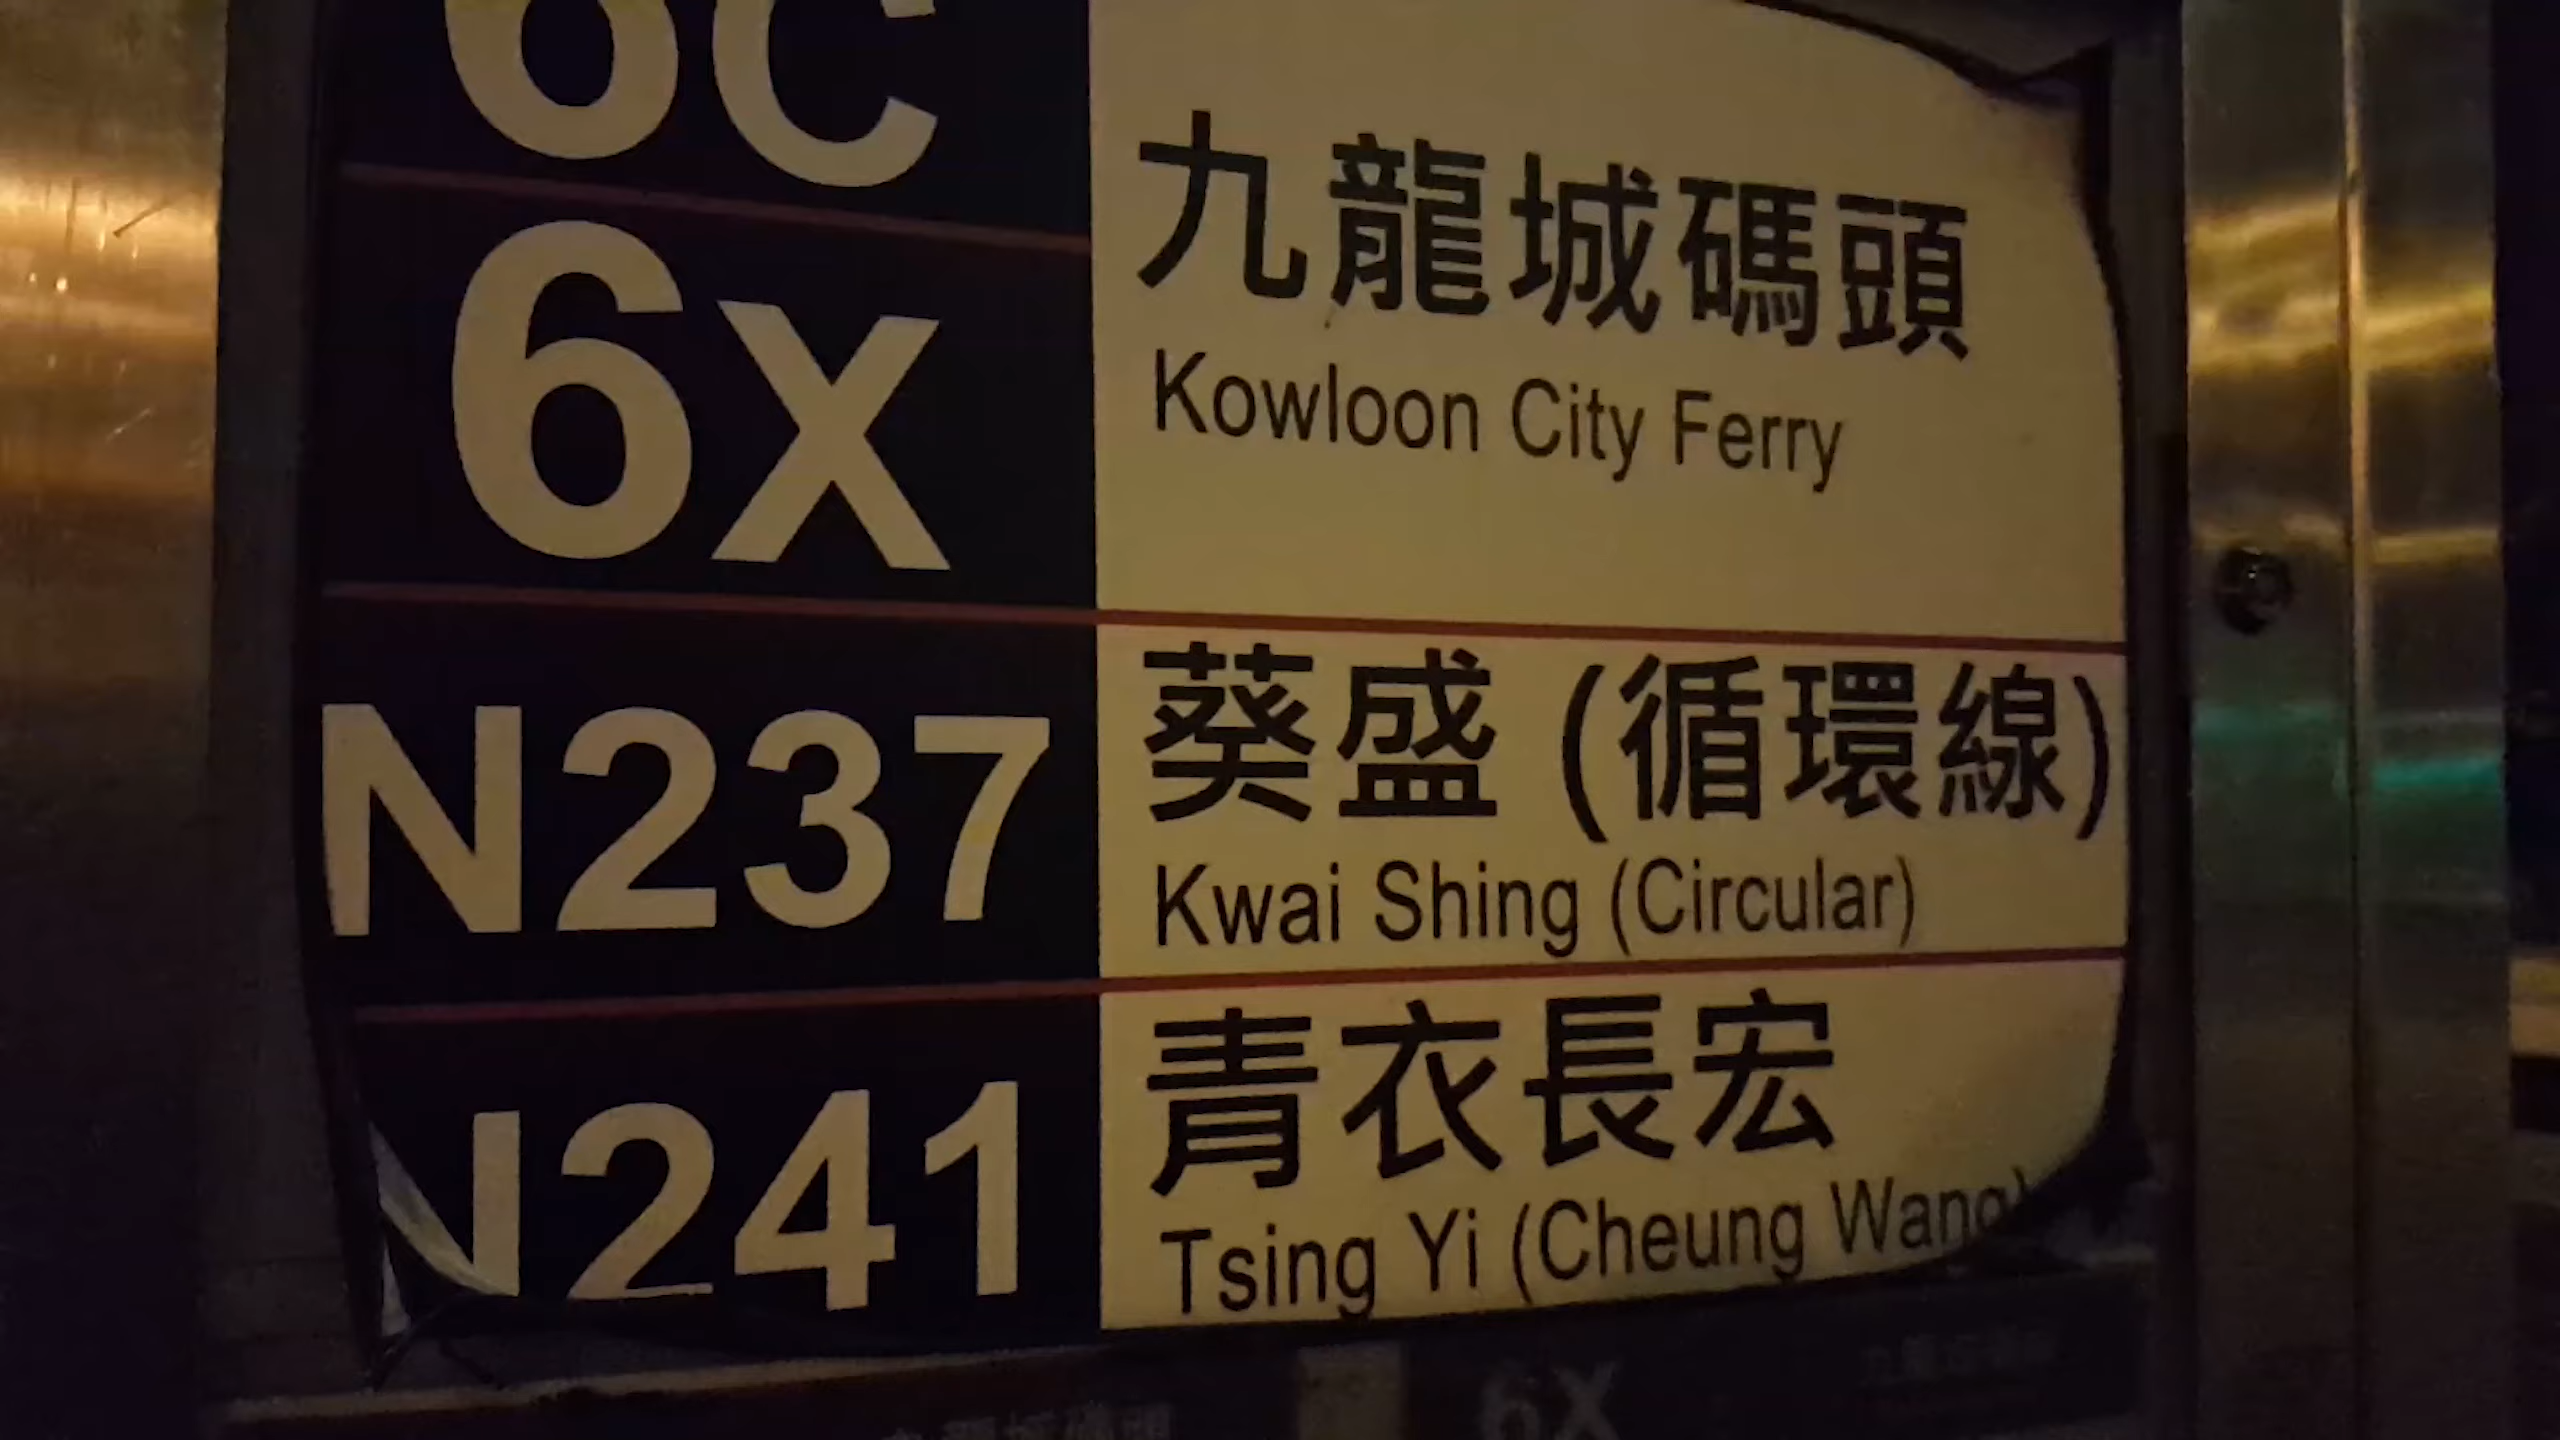 6C
6X
九龍城碼頭
Kowloon City Ferry
N237
葵盛 (循環線)
Kwai Shing (Circular)
N241
青衣長宏
Tsing Yi (Cheung Wang)
6X